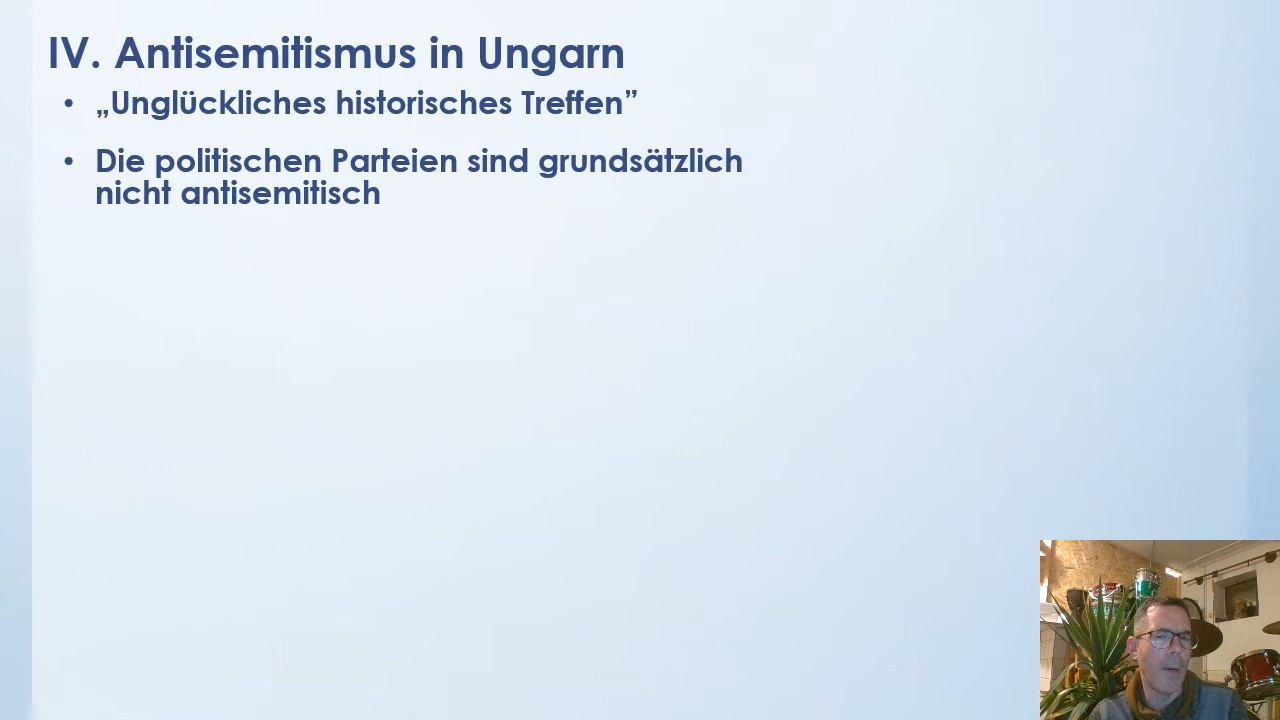 IV. Antisemitismus in Ungarn
• „Unglückliches historisches Treffen”
• Die politischen Parteien sind grundsätzlich
nicht antisemitisch